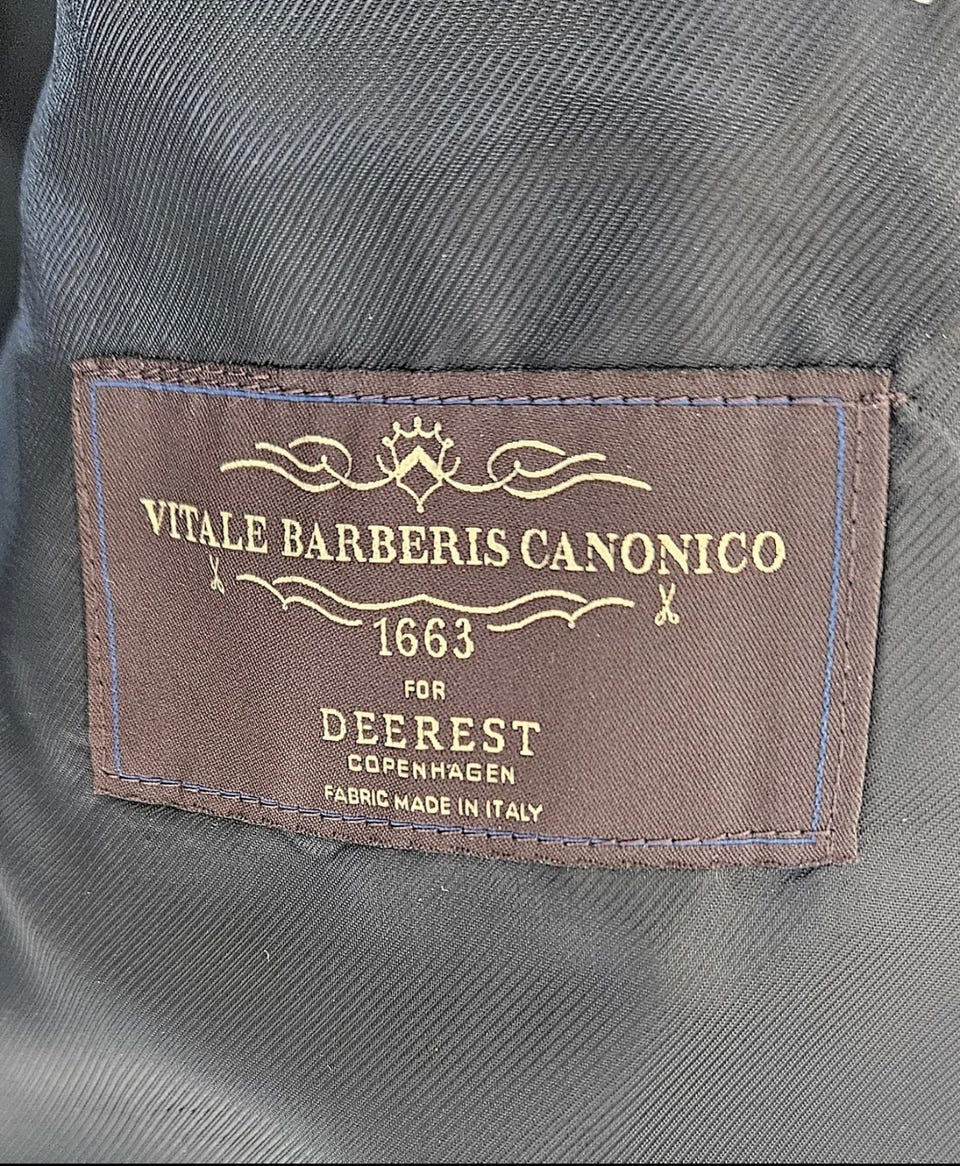 VITALE BARBERIS CANONICO
1663
FOR
DEEREST
COPENHAGEN
FABRIC MADE IN ITALY